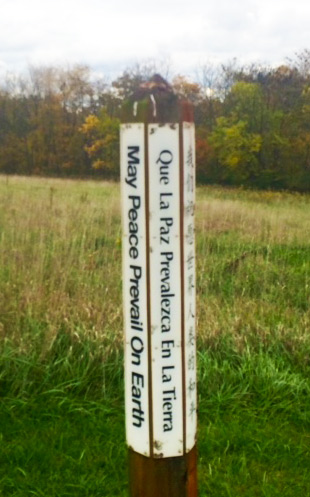 May Peace Prevail On Earth
Que La Paz Prevalezca En La Tierra